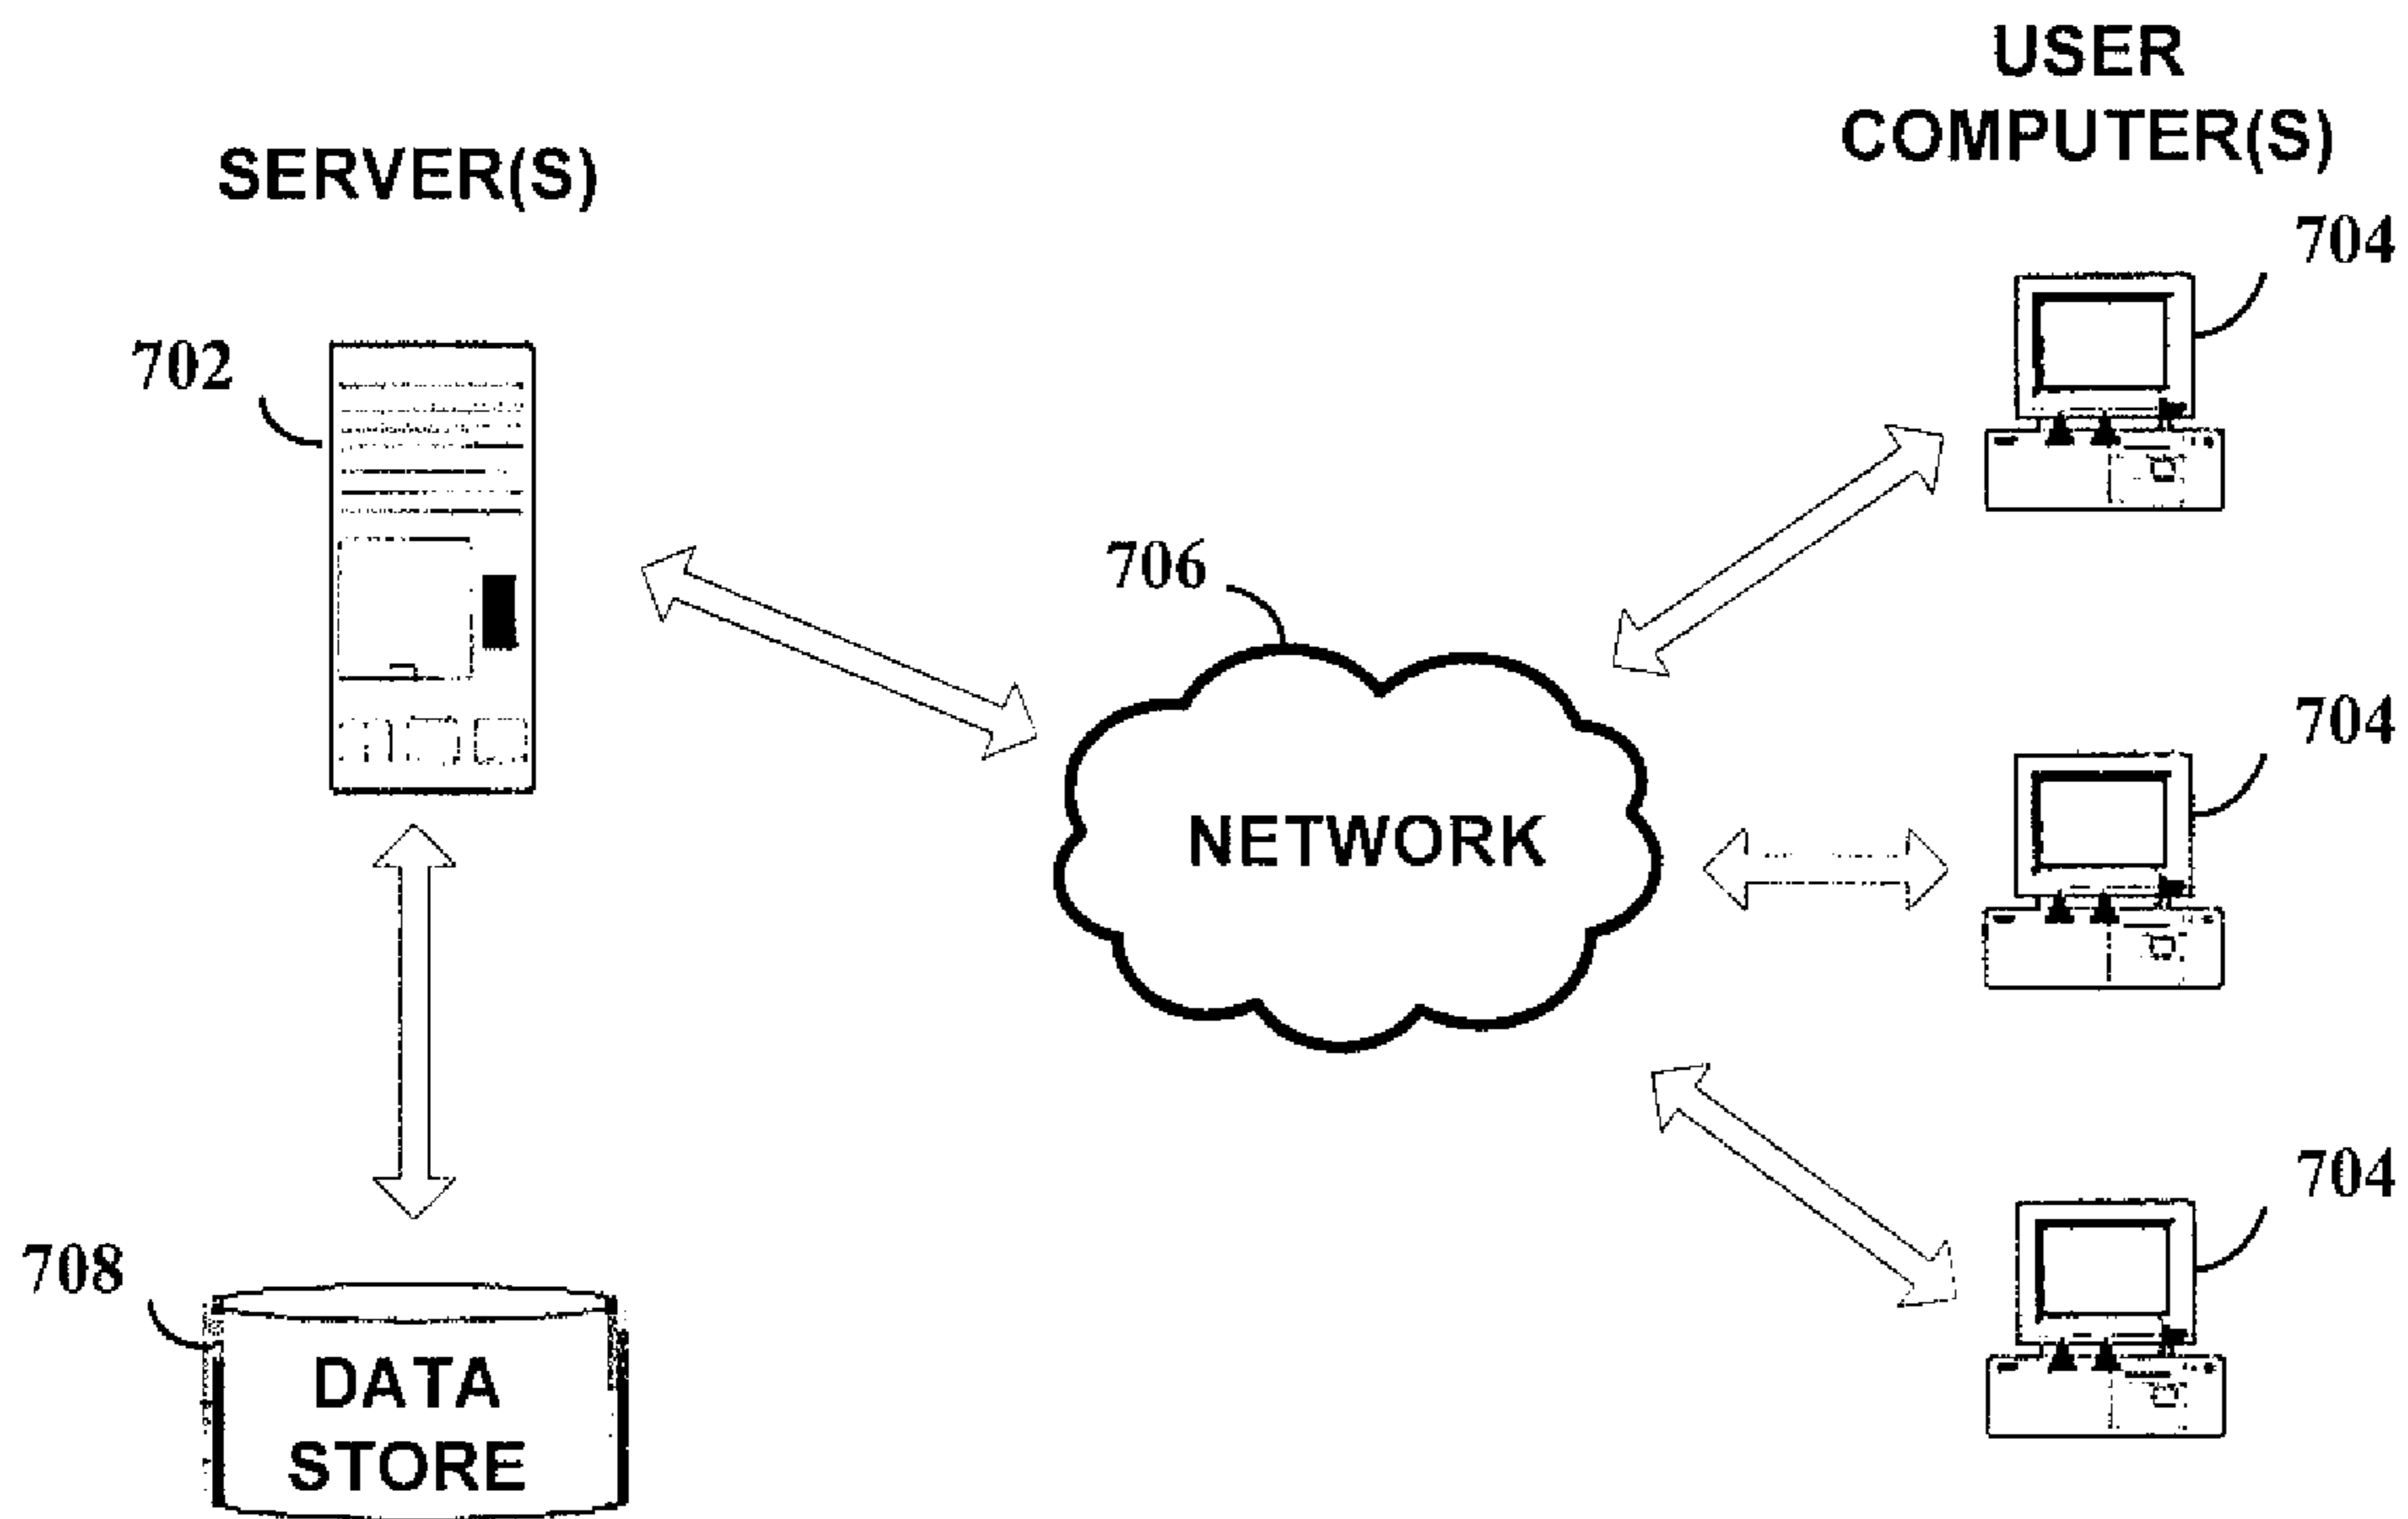 USER
COMPUTER(S)
SERVER(S)
704
702
706
704
NETWORK
704
708
DATA
STORE